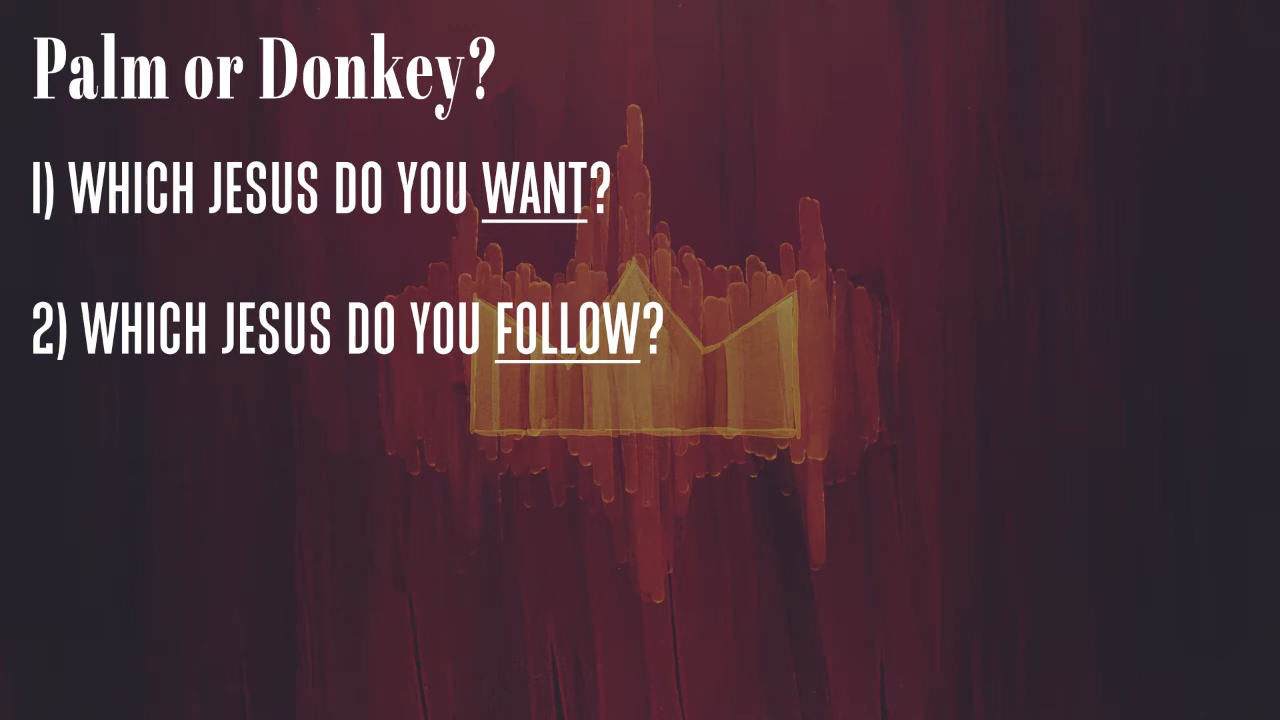 Palm or Donkey?
1) WHICH JESUS DO YOU WANT?
2) WHICH JESUS DO YOU FOLLOW?